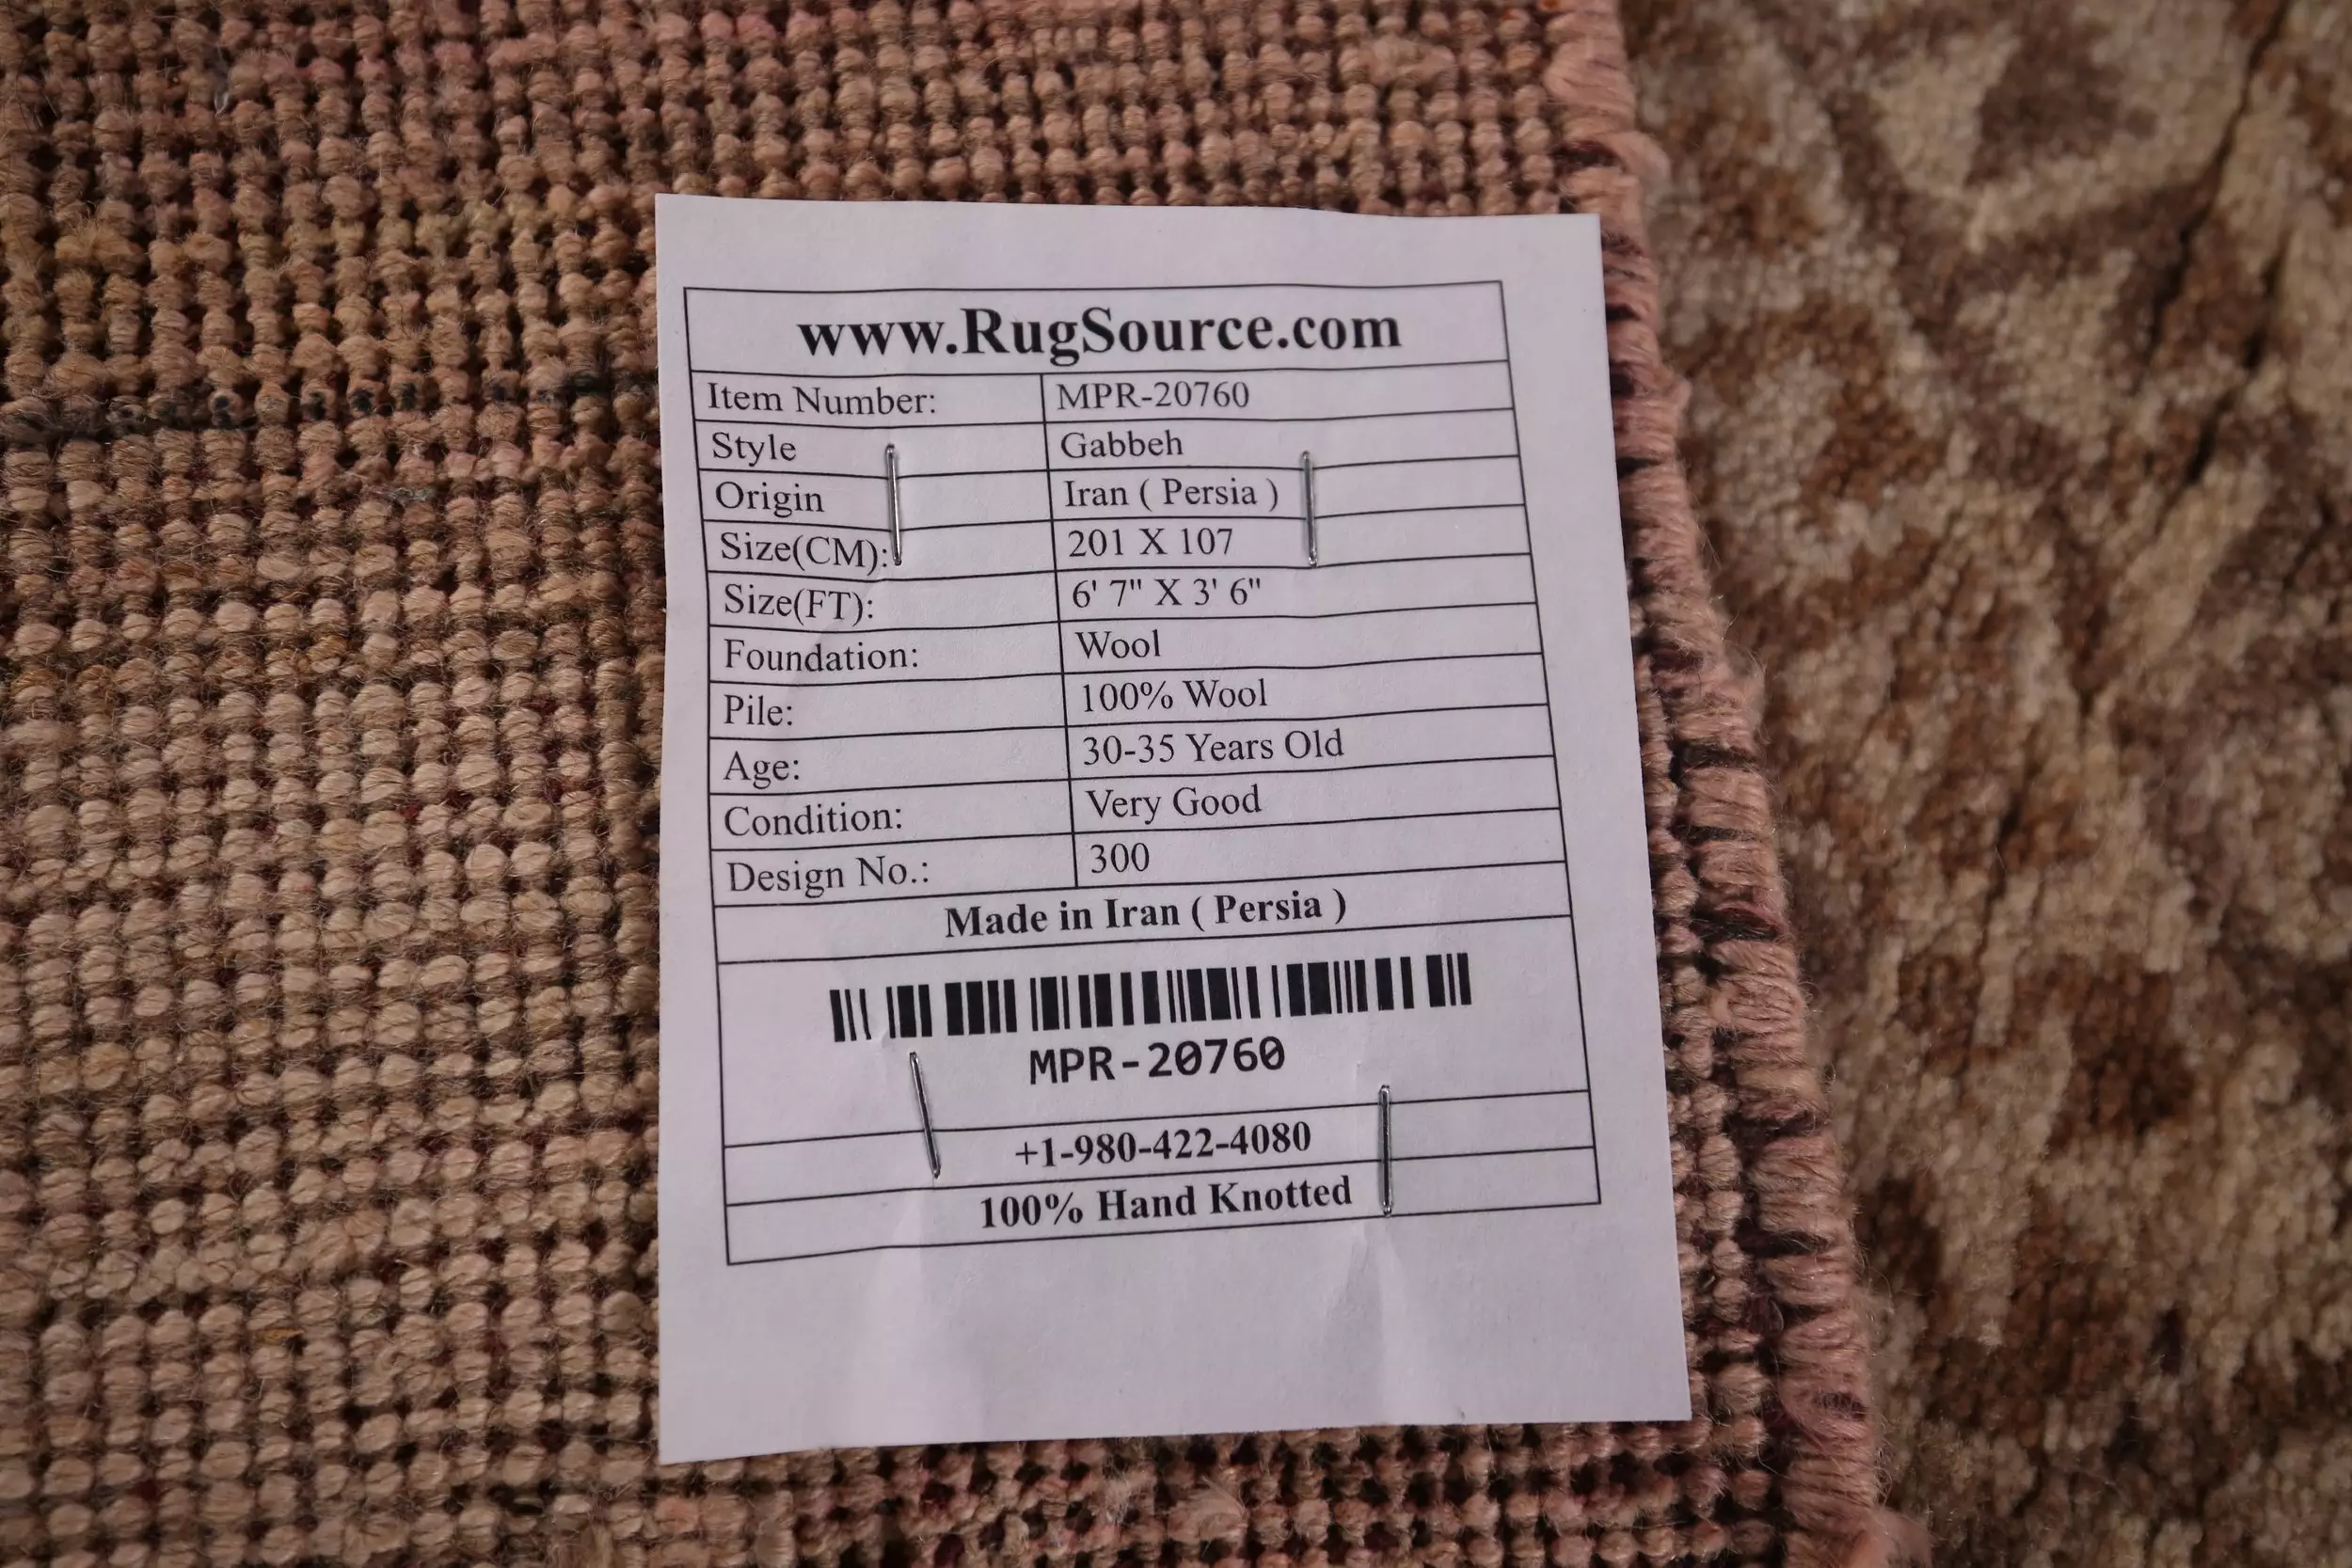 www.RugSource.com
Item Number: MPR-20760
Style Gabbeh
Origin Iran ( Persia )
Size(CM): 201 X 107
Size(FT): 6' 7" X 3' 6"
Foundation: Wool
Pile: 100% Wool
Age: 30-35 Years Old
Condition: Very Good
Design No.: 300
Made in Iran ( Persia )
MPR-20760
+1-980-422-4080
100% Hand Knotted